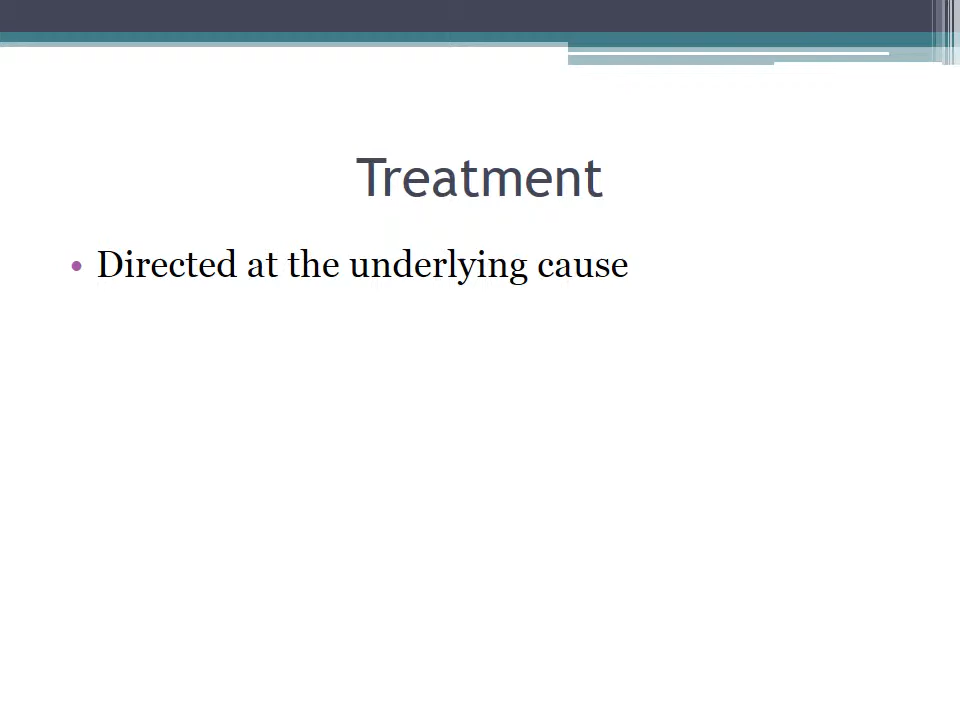 Treatment
• Directed at the underlying cause